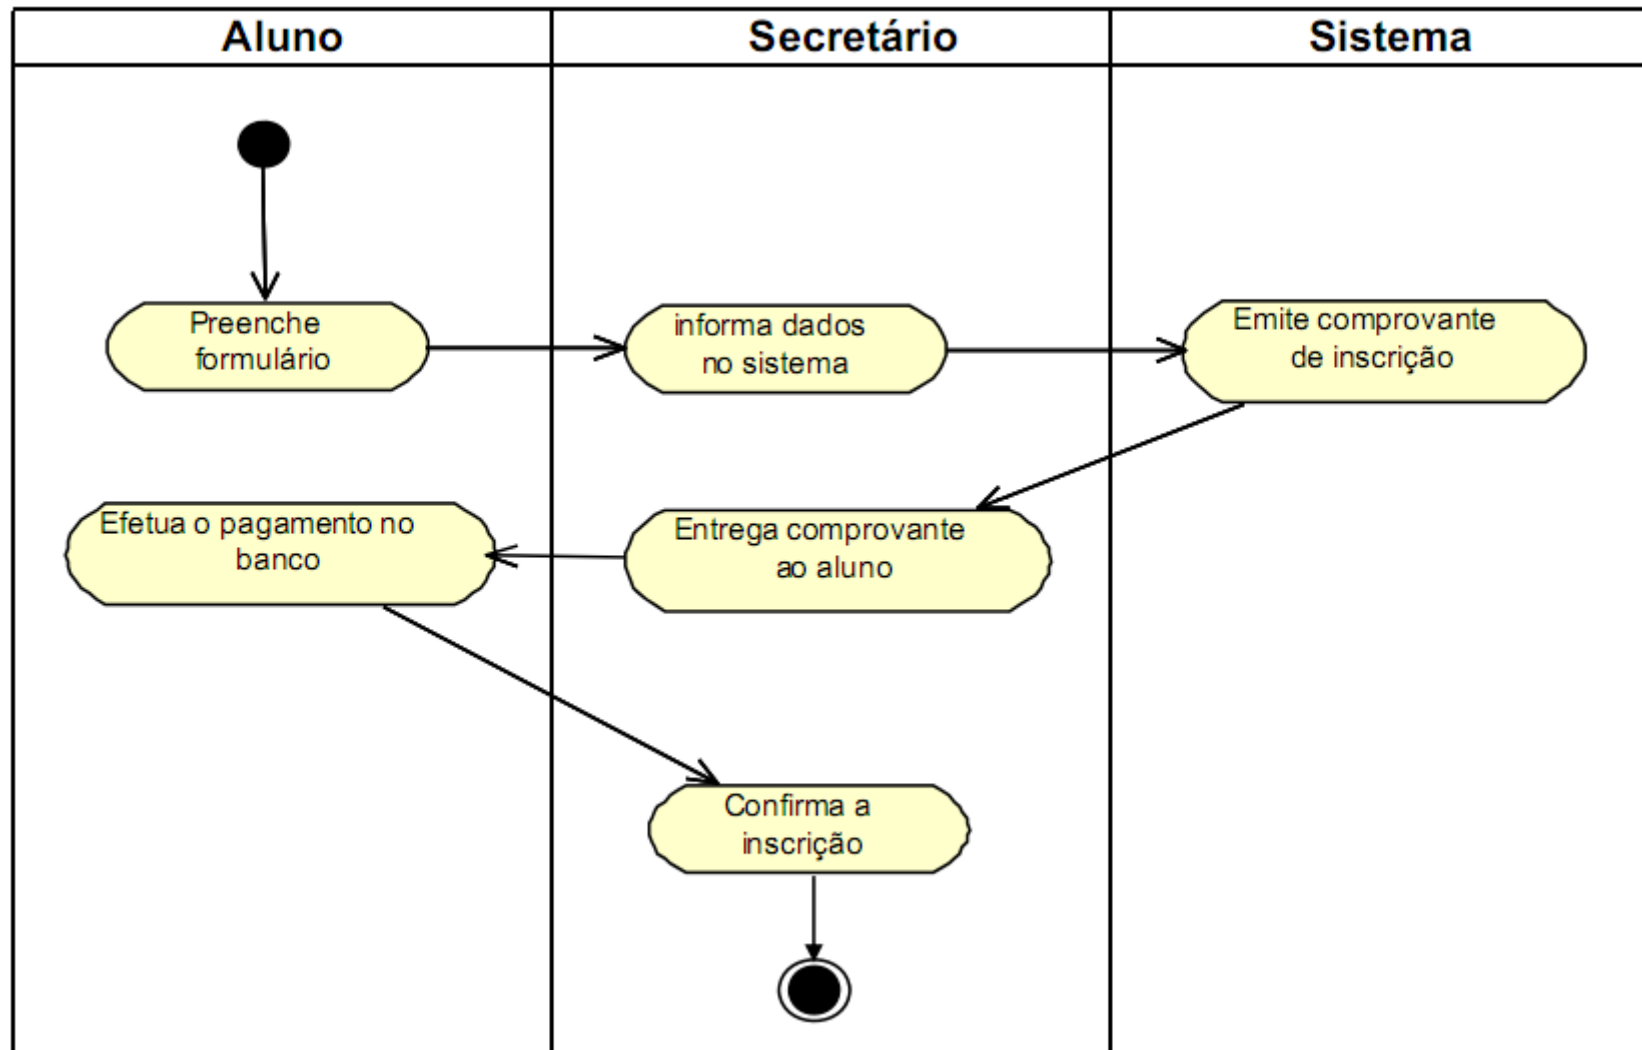 Aluno
Secretário
Sistema
Preenche
formulário
informa dados
no sistema
Emite comprovante
de inscrição
Efetua o pagamento no
banco
Entrega comprovante
ao aluno
Confirma a
inscrição